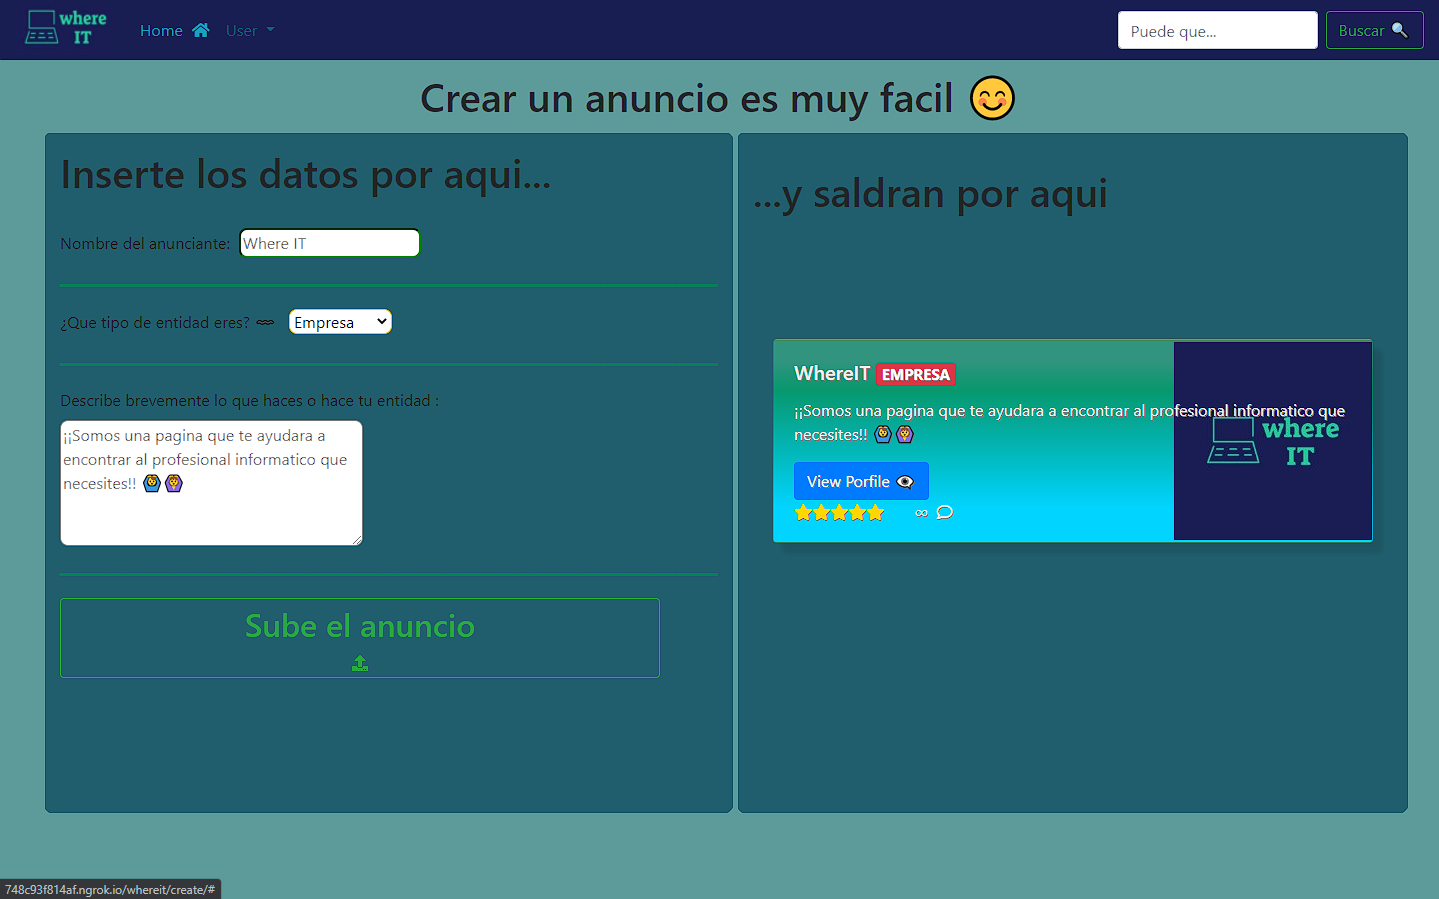 where
IT
Home
User
Puede que...
Buscar 🔍
Crear un anuncio es muy facil 😊
Inserte los datos por aqui...
Nombre del anunciante:
Where IT
¿Que tipo de entidad eres?
Empresa
Describe brevemente lo que haces o hace tu entidad :
¡¡Somos una pagina que te ayudara a
encontrar al profesional informatico que
necesites!! 🙆‍♂️🙆‍♀️
Sube el anuncio
...y saldran por aqui
WhereIT EMPRESA
¡¡Somos una pagina que te ayudara a encontrar al profesional informatico que
necesites!! 🙆‍♂️🙆‍♀️
where
IT
View Porfile 👁️‍🗨️
∞
748c93f814af.ngrok.io/whereit/create/#